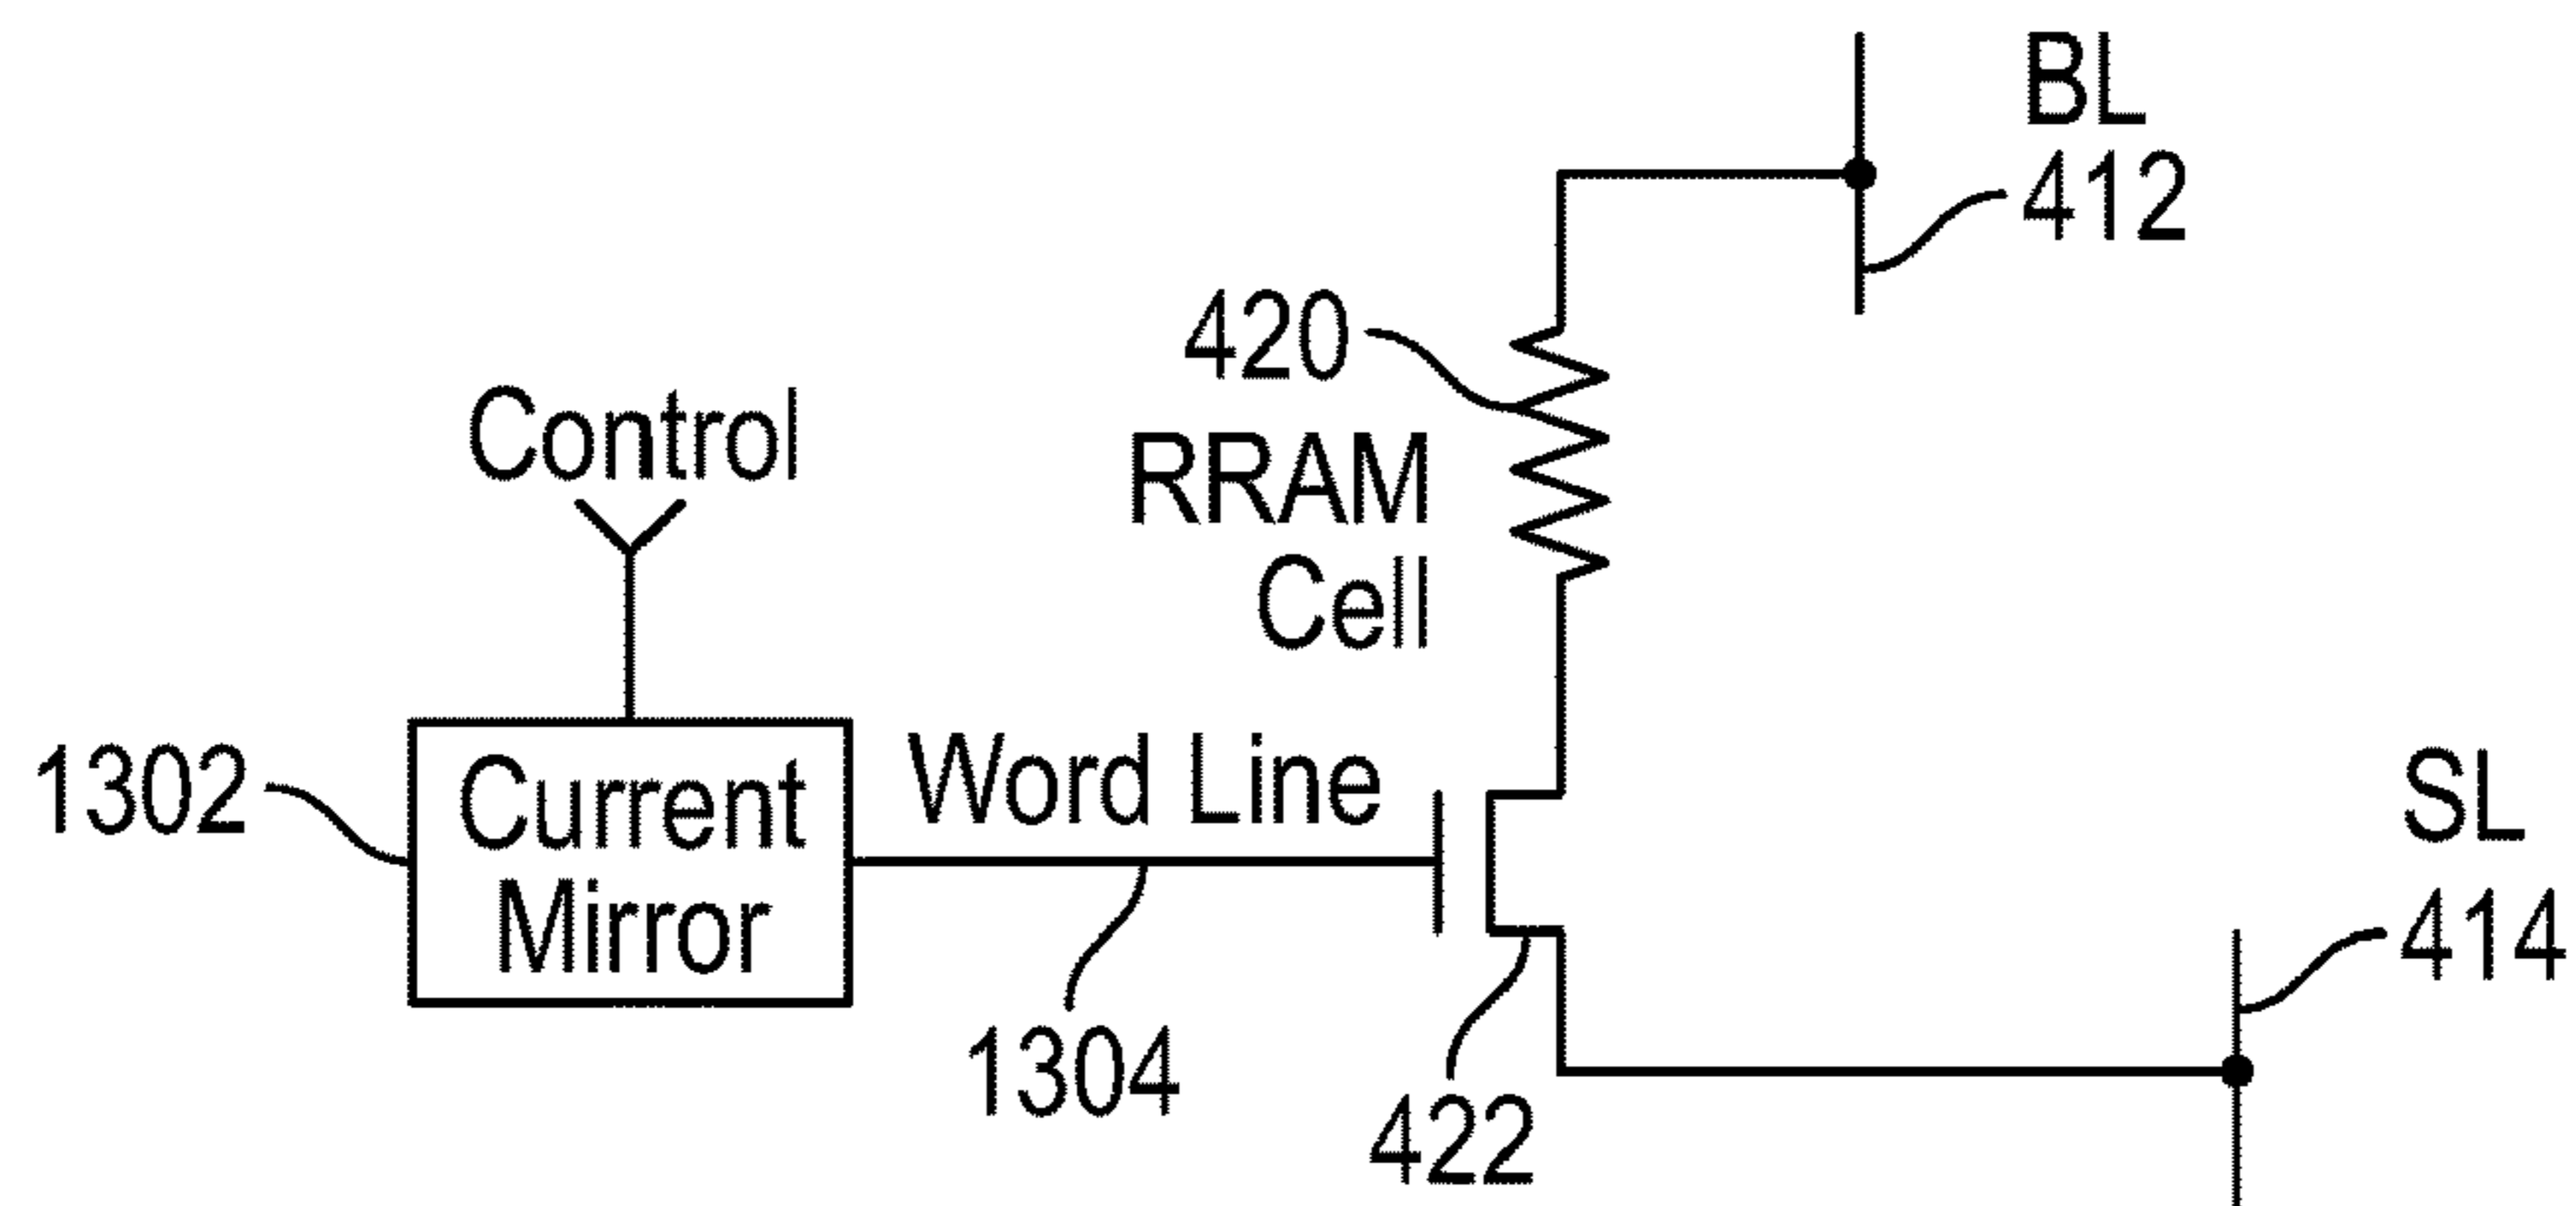 BL
412
420
RRAM
Cell
Control
1302
Current
Mirror
Word Line
1304
422
SL
414